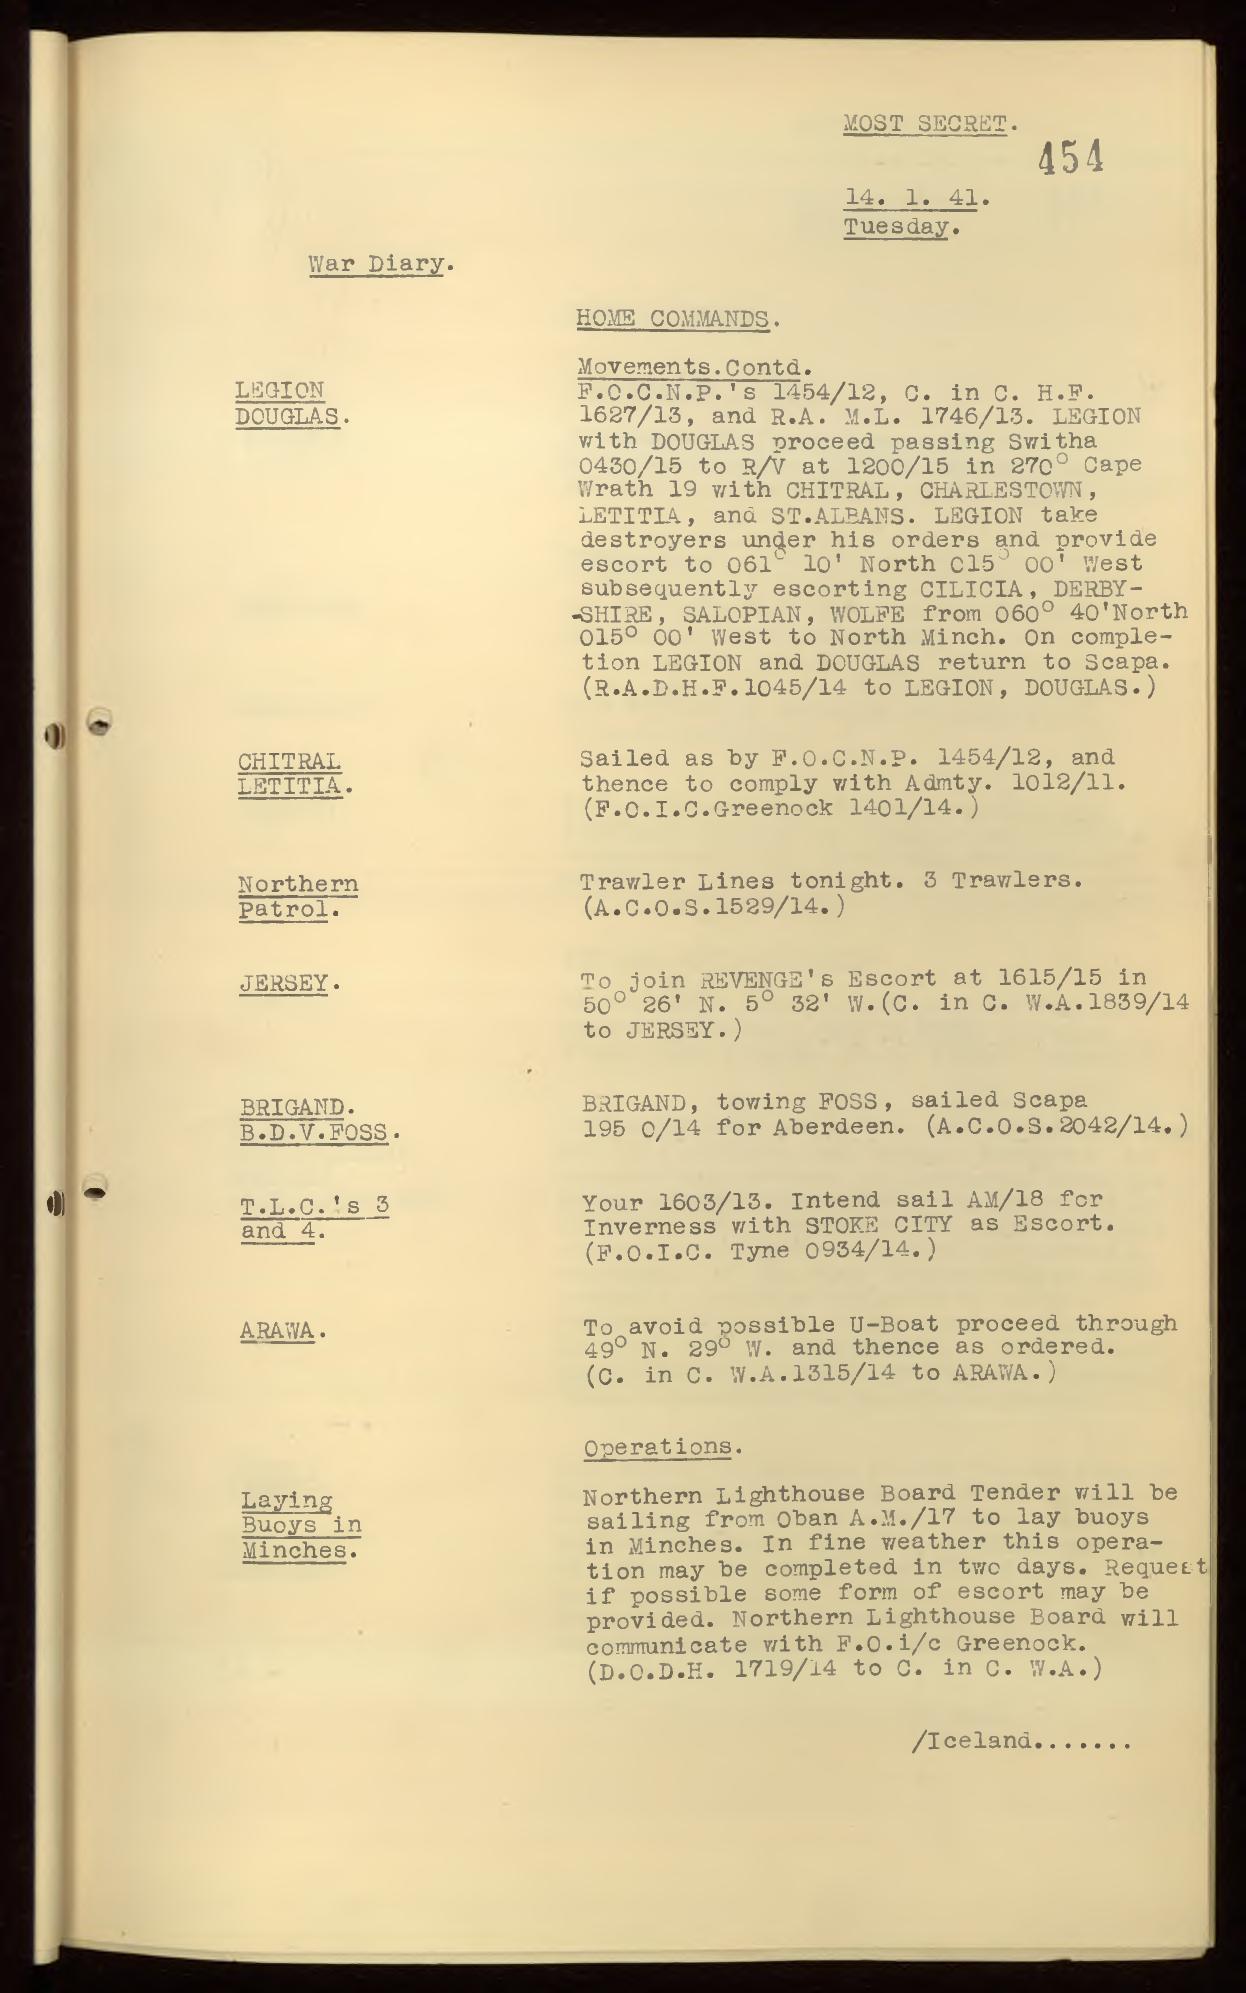 MOST SECRET.
454
14. 1. 41.
Tuesday.
War Diary.
HOME COMMANDS.
Movements.Contd.
LEGION
DOUGLAS.
F.O.C.N.P.'s 1454/12, C. in C. H.F.
1627/13, and R.A. M.L. 1746/13. LEGION
with DOUGLAS proceed passing Switha
0430/15 to R/V at 1200/15 in 270° Cape
Wrath 19 with CHITRAL, CHARLESTOWN,
LETITIA, and ST.ALBANS. LEGION take
destroyers under his orders and provide
escort to 061° 10' North 015° 00' West
subsequently escorting CILICIA, DERBY-
-SHIRE, SALOPIAN, WOLFE from 060° 40'North
015° 00' West to North Minch. On comple-
tion LEGION and DOUGLAS return to Scapa.
(R.A.D.H.F.1045/14 to LEGION, DOUGLAS.)
CHITRAL
LETITIA.
Sailed as by F.O.C.N.P. 1454/12, and
thence to comply with Admty. 1012/11.
(F.O.I.C.Greenock 1401/14.)
Northern
Patrol.
Trawler Lines tonight. 3 Trawlers.
(A.C.O.S.1529/14.)
JERSEY.
To join REVENGE's Escort at 1615/15 in
50° 26' N. 5° 32' W.(C. in C. W.A.1839/14
to JERSEY.)
BRIGAND.
B.D.V.FOSS.
BRIGAND, towing FOSS, sailed Scapa
195 0/14 for Aberdeen. (A.C.O.S.2042/14.)
T.L.C.'s 3
and 4.
Your 1603/13. Intend sail AM/18 for
Inverness with STOKE CITY as Escort.
(F.O.I.C. Tyne 0934/14.)
ARAWA.
To avoid possible U-Boat proceed through
49° N. 29° W. and thence as ordered.
(C. in C. W.A.1315/14 to ARAWA.)
Operations.
Laying
Buoys in
Minches.
Northern Lighthouse Board Tender will be
sailing from Oban A.M./17 to lay buoys
in Minches. In fine weather this opera-
tion may be completed in two days. Request
if possible some form of escort may be
provided. Northern Lighthouse Board will
communicate with F.O.i/c Greenock.
(D.O.D.H. 1719/14 to C. in C. W.A.)
/Iceland.......